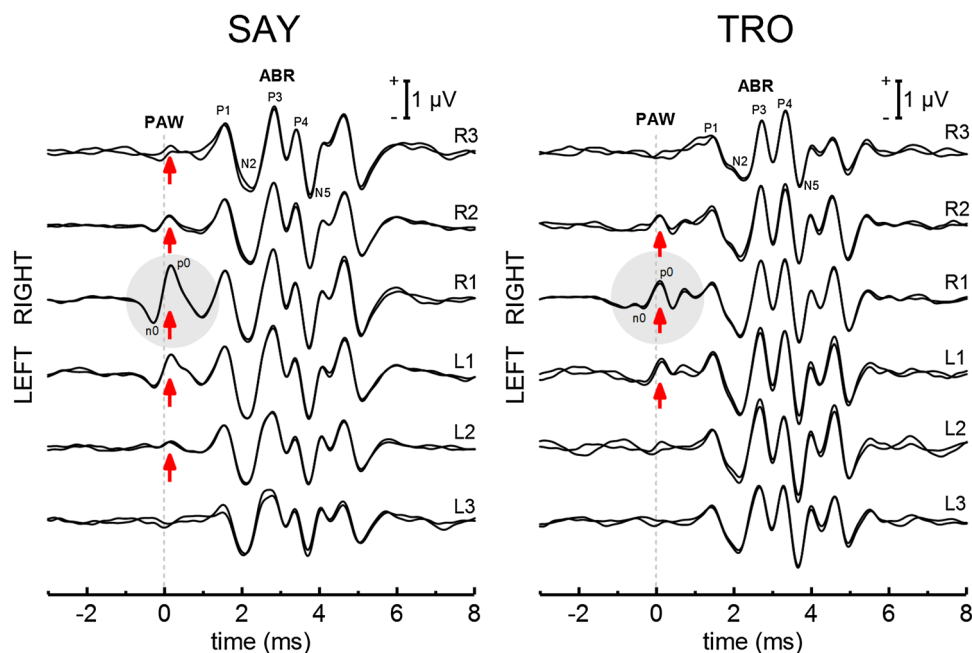 SAY
TRO
ABR
PAW
P1
P3
P4
N2
N5
+
-
1 µV
R3
R2
R1
p0
n0
L1
L2
L3
RIGHT
LEFT
-2
0
2
4
6
8
time (ms)
ABR
PAW
P1
P3
P4
N2
N5
+
-
1 µV
R3
R2
R1
p0
n0
L1
L2
L3
RIGHT
LEFT
-2
0
2
4
6
8
time (ms)